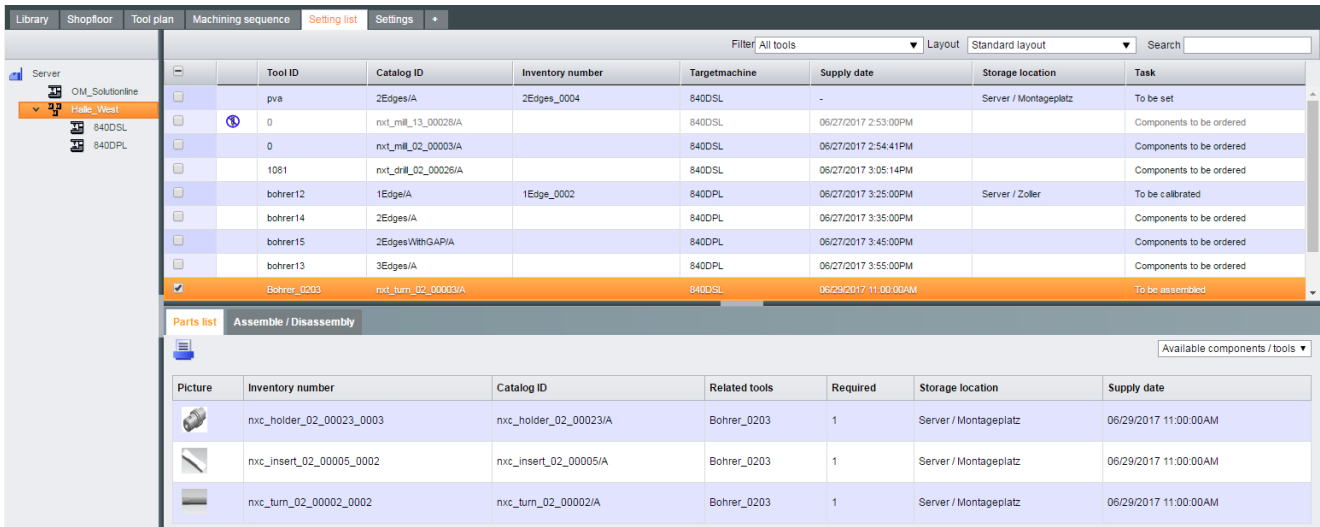 Library Shopfloor Tool plan Machining sequence Setting list Settings +
Filter All tools Layout Standard layout Search
Server
OM_Solutionline
Halle_West
840DSL
840DPL
Tool ID Catalog ID Inventory number Targetmachine Supply date Storage location Task
pva 2Edges/A 2Edges_0004 840DSL - Server / Montageplatz To be set
0 nxt_mill_13_00028/A 840DSL 06/27/2017 2:53:00PM Components to be ordered
0 nxt_mill_02_00003/A 840DSL 06/27/2017 2:54:41PM Components to be ordered
1081 nxt_drill_02_00026/A 840DSL 06/27/2017 3:05:14PM Components to be ordered
bohrer12 1Edge/A 1Edge_0002 840DPL 06/27/2017 3:25:00PM Server / Zoller To be calibrated
bohrer14 2Edges/A 840DPL 06/27/2017 3:35:00PM Components to be ordered
bohrer15 2EdgesWithGAP/A 840DPL 06/27/2017 3:45:00PM Components to be ordered
bohrer13 3Edges/A 840DPL 06/27/2017 3:55:00PM Components to be ordered
Bohrer_0203 nxt_turn_02_00003/A 840DSL 06/29/2017 11:00:00AM To be assembled
Parts list Assemble / Disassembly
Available components / tools
Picture Inventory number Catalog ID Related tools Required Storage location Supply date
nxc_holder_02_00023_0003 nxc_holder_02_00023/A Bohrer_0203 1 Server / Montageplatz 06/29/2017 11:00:00AM
nxc_insert_02_00005_0002 nxc_insert_02_00005/A Bohrer_0203 1 Server / Montageplatz 06/29/2017 11:00:00AM
nxc_turn_02_00002_0002 nxc_turn_02_00002/A Bohrer_0203 1 Server / Montageplatz 06/29/2017 11:00:00AM